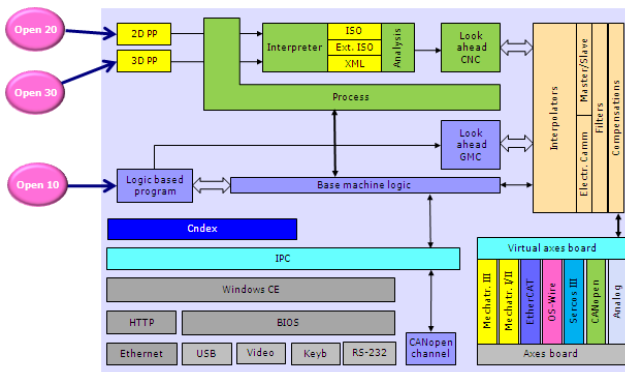 Open 20
2D PP
Open 30
3D PP
Interpreter
ISO
Ext. ISO
XML
Analysis
Look
ahead
CNC
Process
Look
ahead
GMC
Interpolators
Master/Slave
Electr. Camm
Filters
Compensations
Open 10
Logic based
program
Base machine logic
Cndex
IPC
Windows CE
HTTP
BIOS
Ethernet
USB
Video
Keyb
RS-232
CANopen
channel
Virtual axes board
Mechatr. III
Mechatr. I/II
EtherCAT
OS-Wire
Sercos III
CANopen
Analog
Axes board